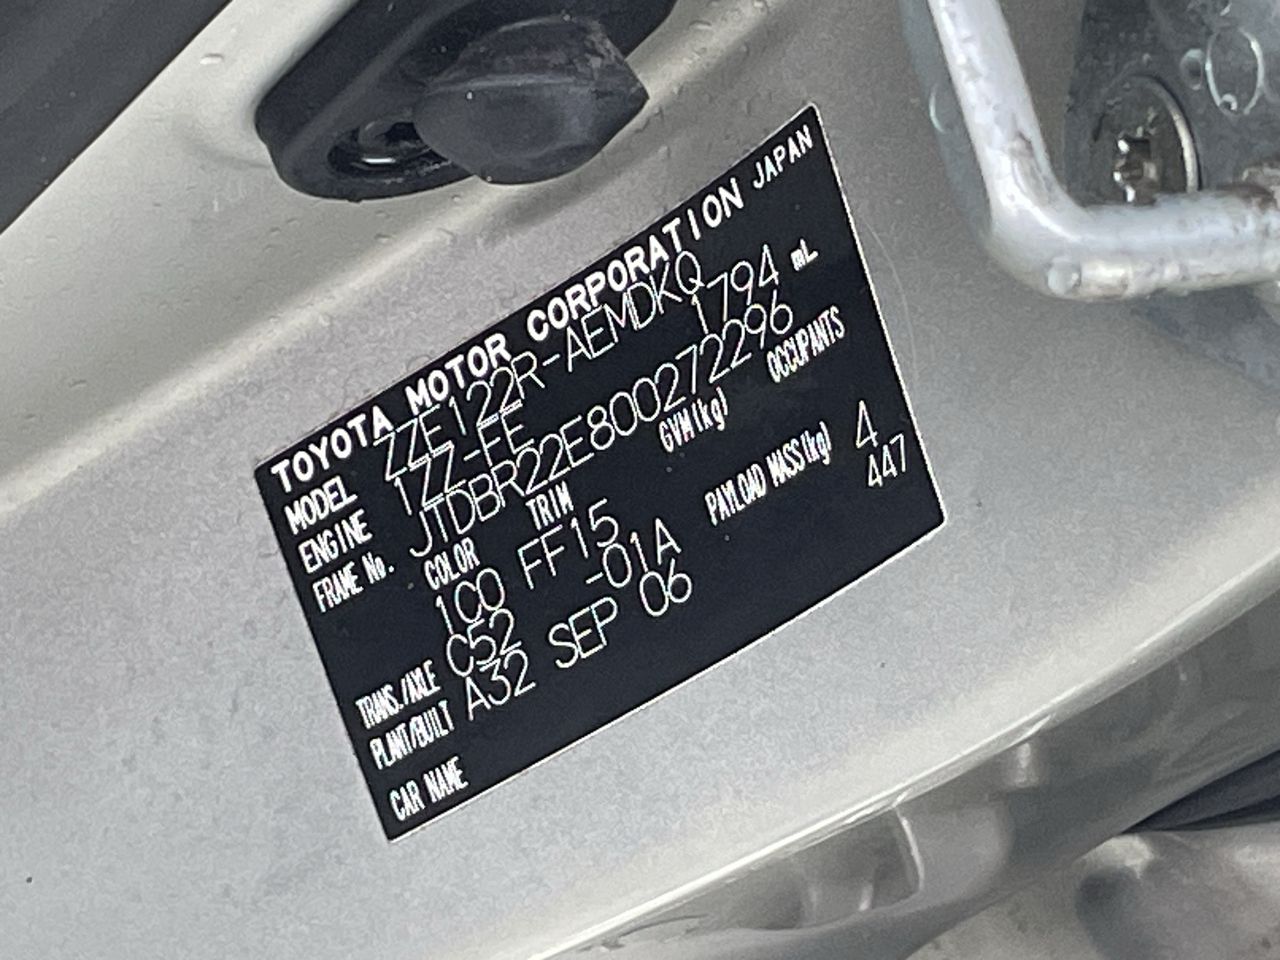 TOYOTA MOTOR CORPORATION JAPAN
MODEL ZZE122R-AEMDKQ
ENGINE 1ZZ-FE 1794 mL
FRAME No. JTDBR22E800272296
COLOR TRIM GVM(kg) OCCUPANTS
1C0 FF15 4
TRANS./AXLE C52 -01A PAYLOAD MASS(kg) 447
PLANT/BUILT A32 SEP 06
CAR NAME